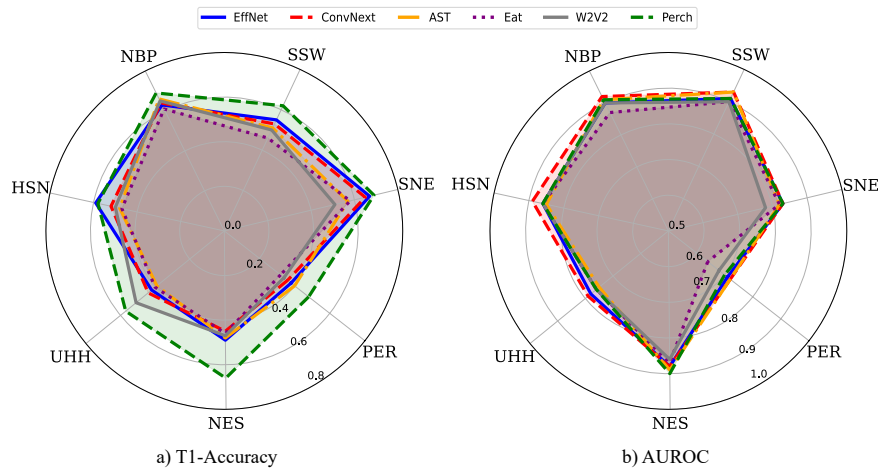 EffNet ConvNext AST Eat W2V2 Perch
NBP SSW
HSN SNE
UHH PER
NES
0.0
0.2
0.4
0.6
0.8
NBP SSW
HSN SNE
UHH PER
NES
0.5
0.6
0.7
0.8
0.9
1.0
a) T1-Accuracy
b) AUROC